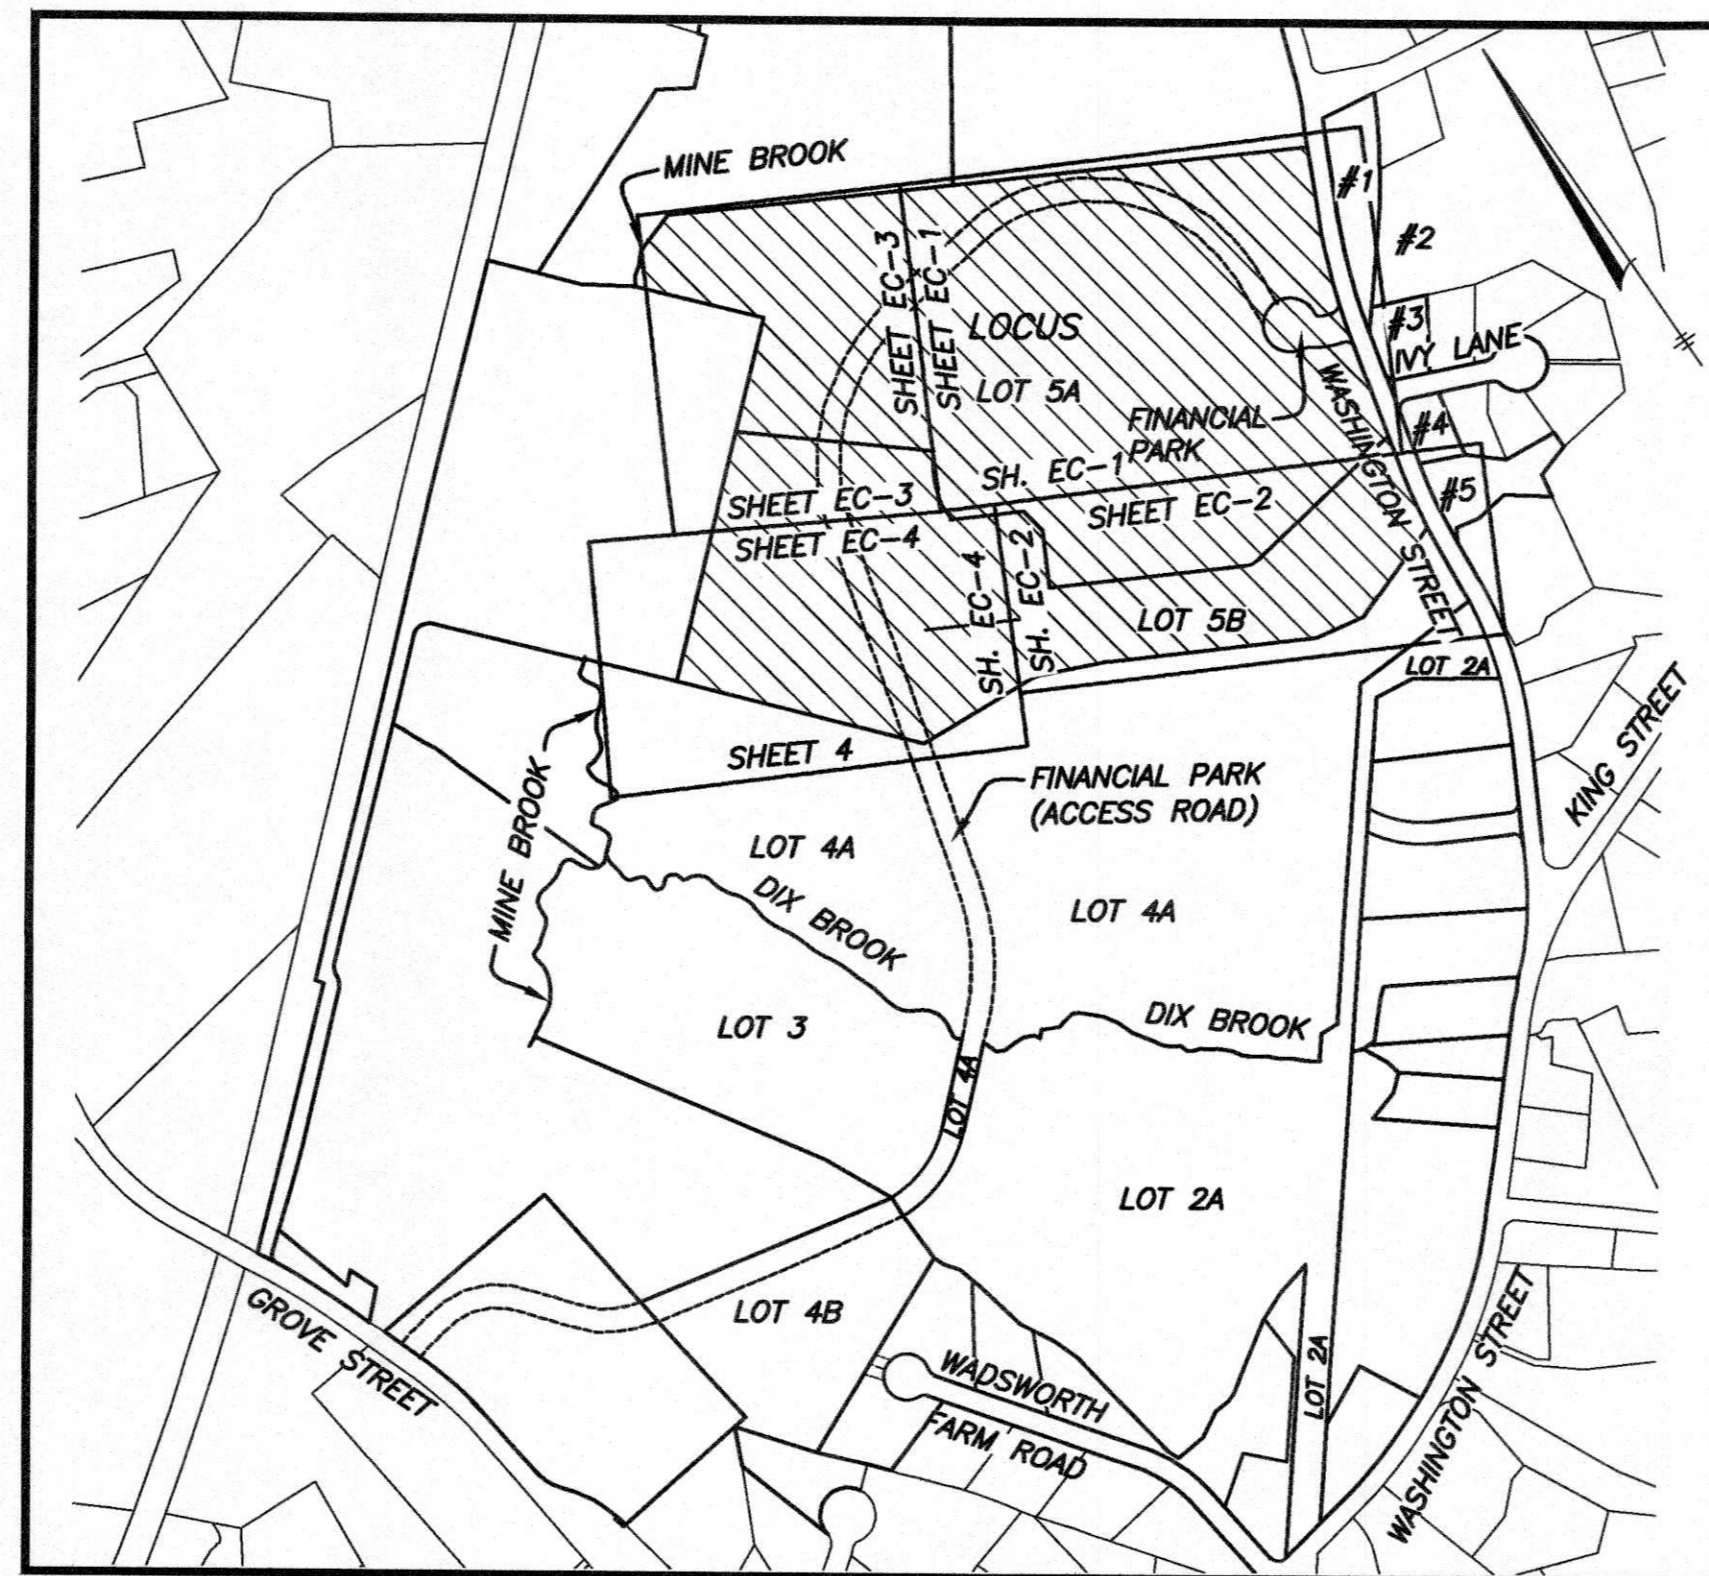 MINE BROOK
#1
#2
SHEET EC-3
SHEET EC-1
LOCUS
#3
IVY LANE
LOT 5A
FINANCIAL
PARK
WASHINGTON STREET
#4
SH. EC-1
SHEET EC-3
SHEET EC-2
#5
SHEET EC-4
SH. EC-4
SH. EC-2
LOT 5B
LOT 2A
SHEET 4
KING STREET
FINANCIAL PARK
(ACCESS ROAD)
MINE BROOK
LOT 4A
DIX BROOK
LOT 4A
DIX BROOK
LOT 3
LOT 4A
LOT 2A
LOT 4B
GROVE STREET
WADSWORTH
FARM ROAD
LOT 2A
WASHINGTON STREET